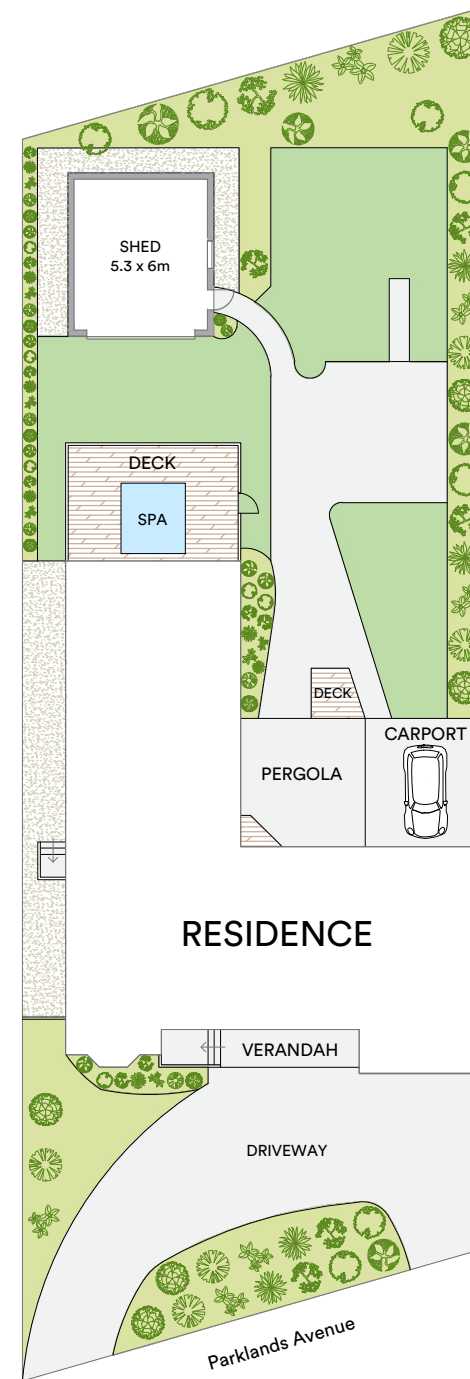 SHED
5.3 x 6m
DECK
SPA
DECK
CARPORT
PERGOLA
RESIDENCE
VERANDAH
DRIVEWAY
Parklands Avenue